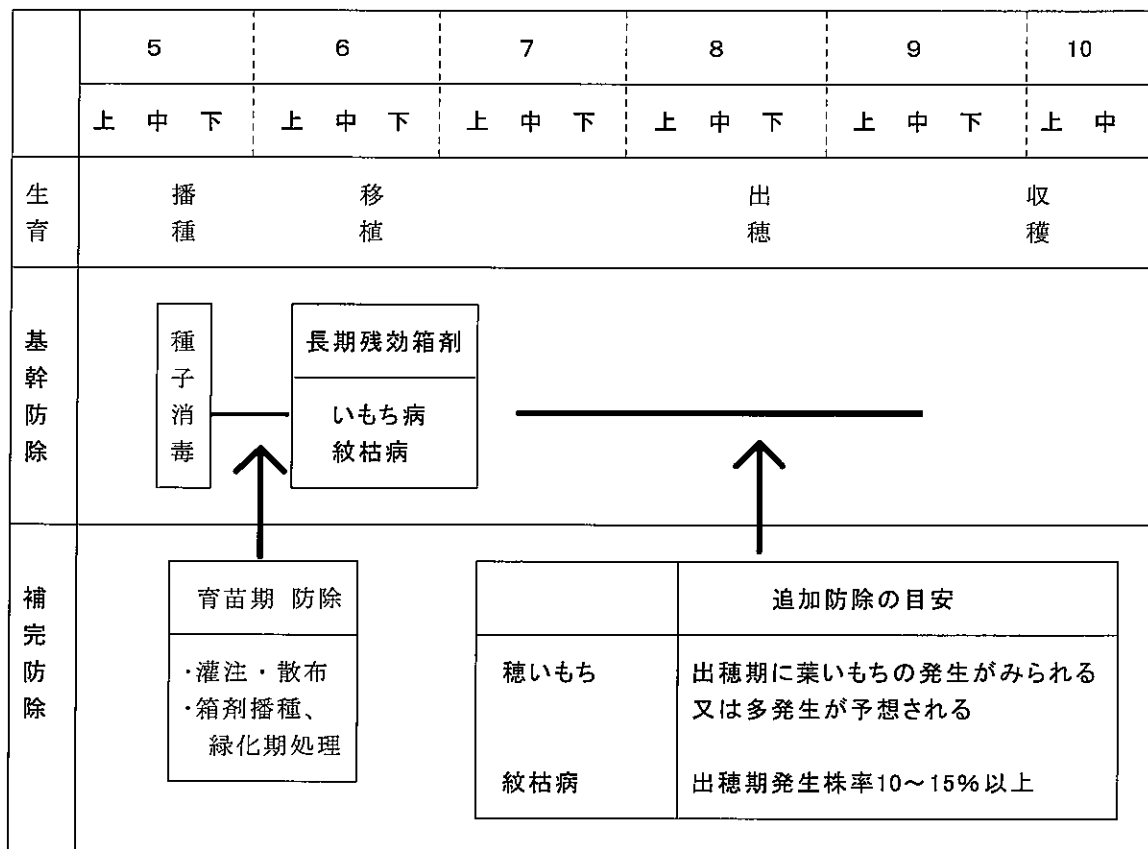 5 6 7 8 9 10
上 中 下 上 中 下 上 中 下 上 中 下 上 中 下 上 中
生育 播種 移植 出穂 収穫
基幹防除
種子消毒
長期残効箱剤
いもち病
紋枯病
補完防除
育苗期 防除
・灌注・散布
・箱剤播種、
緑化期処理
追加防除の目安
穂いもち 出穂期に葉いもちの発生がみられる
又は多発生が予想される
紋枯病 出穂期発生株率10～15%以上